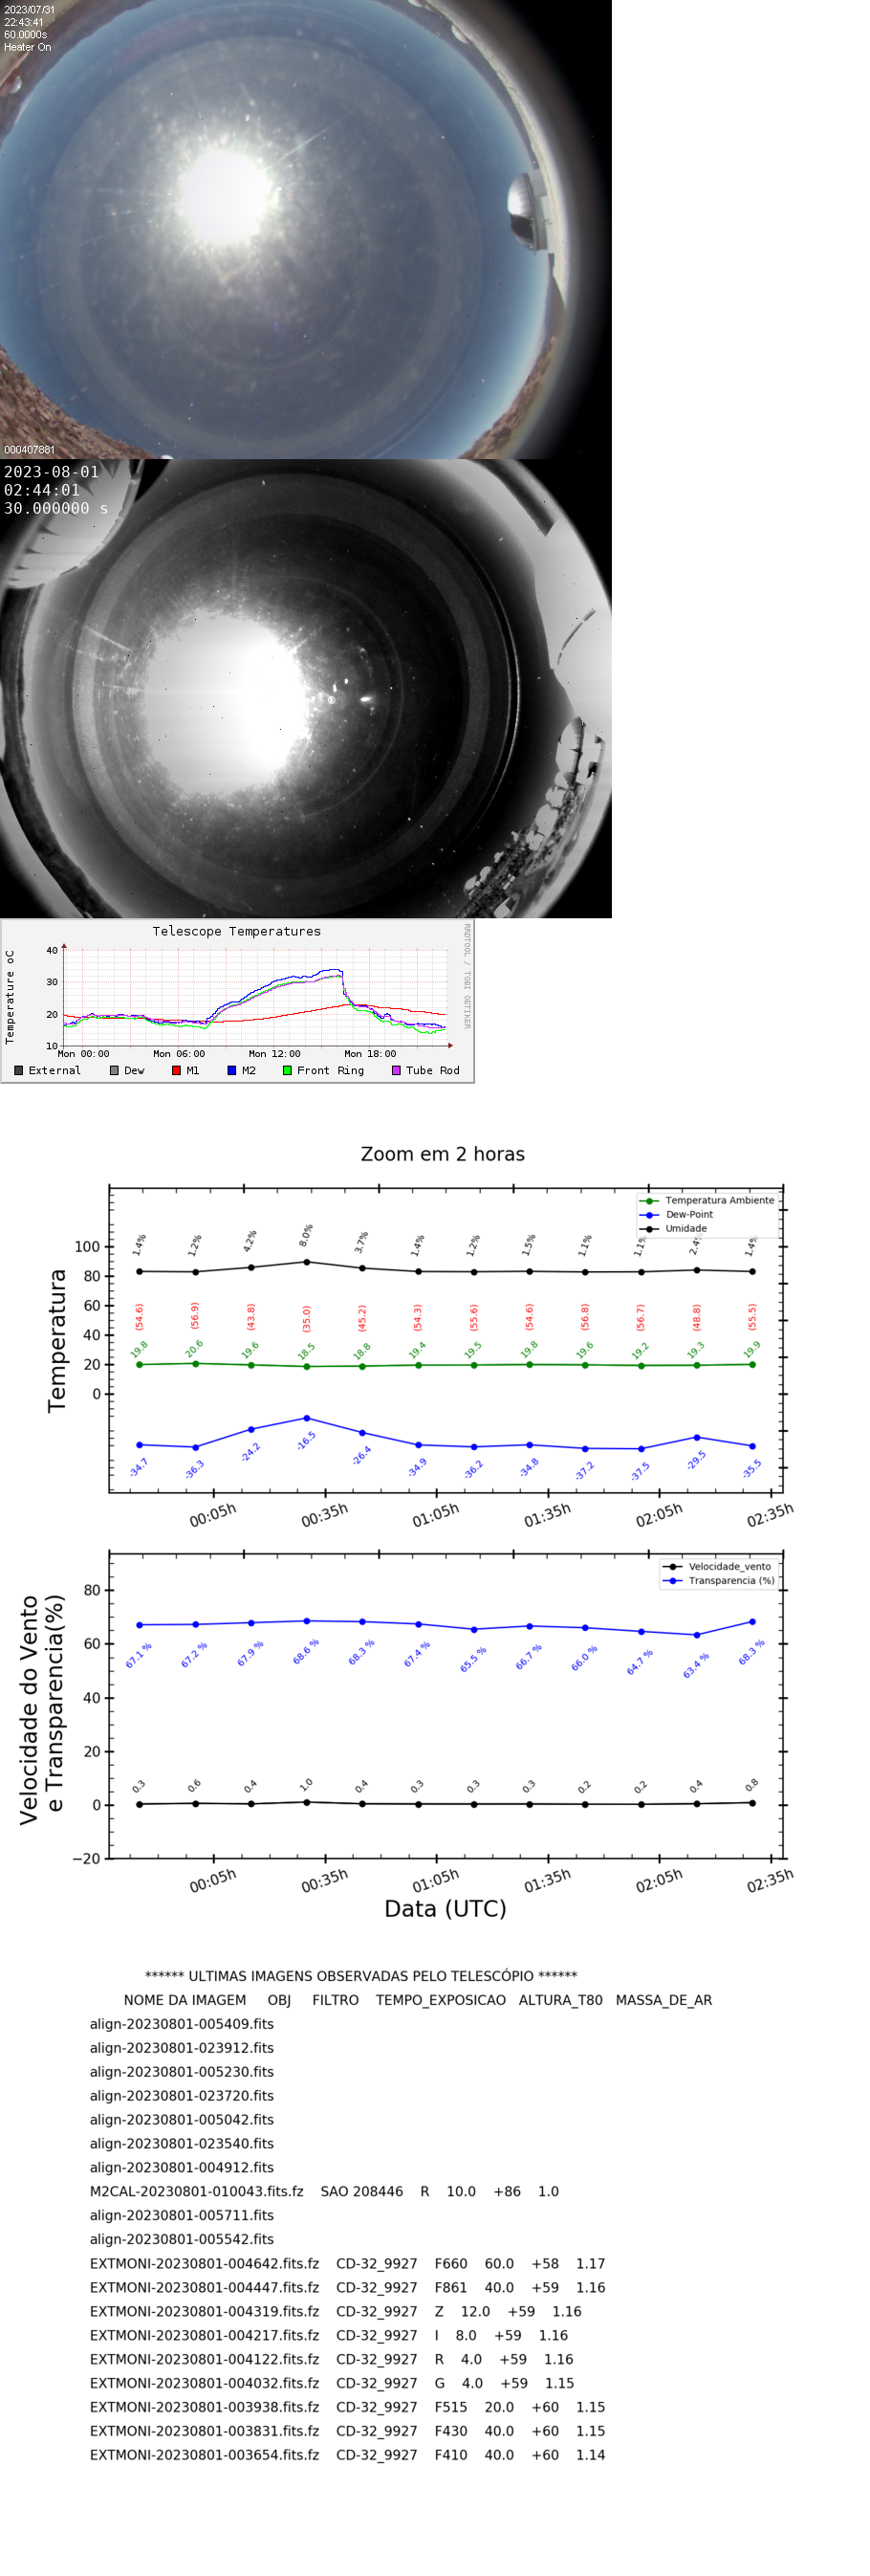 2023/07/31
22:43:41
60.0000s
Heater On
000407881
2023-08-01
02:44:01
30.000000 s
Telescope Temperatures
RRDTOOL / TOBI OETIKER
Temperature oC
40
30
20
10
Mon 00:00 Mon 06:00 Mon 12:00 Mon 18:00
External Dew M1 M2 Front Ring Tube Rod
Zoom em 2 horas
Temperatura
Temperatura Ambiente
Dew-Point
Umidade
100
80
60
40
20
0
1.4% 1.2% 4.2% 8.0% 3.7% 1.4% 1.2% 1.5% 1.1% 1.1% 2.4% 1.4%
(54.6) (56.9) (43.8) (35.0) (45.2) (54.3) (55.6) (54.6) (56.8) (56.7) (48.8) (55.5)
19.8 20.6 19.6 18.5 18.8 19.4 19.5 19.8 19.6 19.2 19.3 19.9
-34.7 -36.3 -24.2 -16.5 -26.4 -34.9 -36.2 -34.8 -37.2 -37.5 -29.5 -35.5
00:05h 00:35h 01:05h 01:35h 02:05h 02:35h
Velocidade do Vento
e Transparencia(%)
Velocidade_vento
Transparencia (%)
80
60
40
20
0
−20
67.1 % 67.2 % 67.9 % 68.6 % 68.3 % 67.4 % 65.5 % 66.7 % 66.0 % 64.7 % 63.4 % 68.3 %
0.3 0.6 0.4 1.0 0.4 0.3 0.3 0.3 0.2 0.2 0.4 0.8
00:05h 00:35h 01:05h 01:35h 02:05h 02:35h
Data (UTC)
****** ULTIMAS IMAGENS OBSERVADAS PELO TELESCÓPIO ******
NOME DA IMAGEM OBJ FILTRO TEMPO_EXPOSICAO ALTURA_T80 MASSA_DE_AR
align-20230801-005409.fits
align-20230801-023912.fits
align-20230801-005230.fits
align-20230801-023720.fits
align-20230801-005042.fits
align-20230801-023540.fits
align-20230801-004912.fits
M2CAL-20230801-010043.fits.fz SAO 208446 R 10.0 +86 1.0
align-20230801-005711.fits
align-20230801-005542.fits
EXTMONI-20230801-004642.fits.fz CD-32_9927 F660 60.0 +58 1.17
EXTMONI-20230801-004447.fits.fz CD-32_9927 F861 40.0 +59 1.16
EXTMONI-20230801-004319.fits.fz CD-32_9927 Z 12.0 +59 1.16
EXTMONI-20230801-004217.fits.fz CD-32_9927 I 8.0 +59 1.16
EXTMONI-20230801-004122.fits.fz CD-32_9927 R 4.0 +59 1.16
EXTMONI-20230801-004032.fits.fz CD-32_9927 G 4.0 +59 1.15
EXTMONI-20230801-003938.fits.fz CD-32_9927 F515 20.0 +60 1.15
EXTMONI-20230801-003831.fits.fz CD-32_9927 F430 40.0 +60 1.15
EXTMONI-20230801-003654.fits.fz CD-32_9927 F410 40.0 +60 1.14